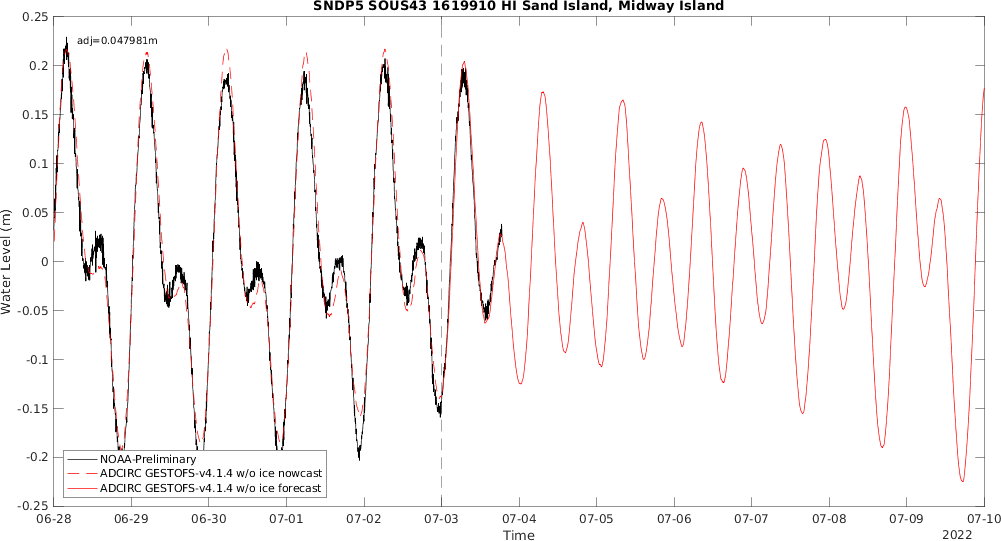 SNDP5 SOUS43 1619910 HI Sand Island, Midway Island
0.25
adj=0.047981m
0.2
0.15
0.1
0.05
0
-0.05
-0.1
-0.15
-0.2
-0.25
Water Level (m)
NOAA-Preliminary
ADCIRC GESTOFS-v4.1.4 w/o ice nowcast
ADCIRC GESTOFS-v4.1.4 w/o ice forecast
06-28 06-29 06-30 07-01 07-02 07-03 07-04 07-05 07-06 07-07 07-08 07-09 07-10
Time
2022